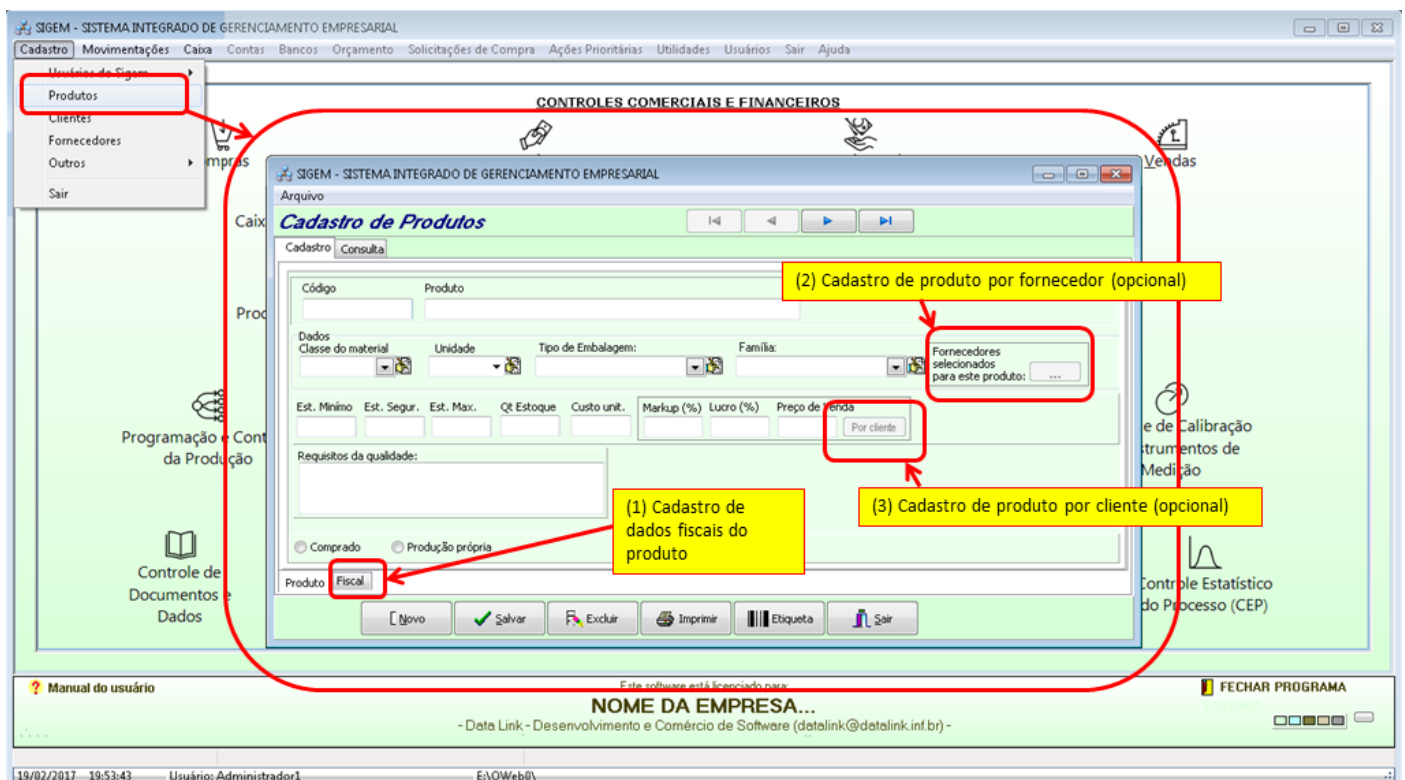 SIGEM - SISTEMA INTEGRADO DE GERENCIAMENTO EMPRESARIAL
Cadastro Movimentações Caixa Contas Bancos Orçamento Solicitações de Compra Ações Prioritárias Utilidades Usuários Sair Ajuda
Usuários do Sigem
Produtos
Clientes
Fornecedores
Outros
Sair
CONTROLES COMERCIAIS E FINANCEIROS
mpras
Vendas
Caix
Proc
SIGEM - SISTEMA INTEGRADO DE GERENCIAMENTO EMPRESARIAL
Arquivo
Cadastro de Produtos
Cadastro Consulta
(2) Cadastro de produto por fornecedor (opcional)
Código Produto
Dados
Classe do material Unidade Tipo de Embalagem: Família:
Fornecedores
selecionados
para este produto: ...
Est. Mínimo Est. Segur. Est. Max. Qt Estoque Custo unit. Markup (%) Lucro (%) Preço de Venda
Por cliente
Requisitos da qualidade:
(3) Cadastro de produto por cliente (opcional)
(1) Cadastro de
dados fiscais do
produto
Comprado Produção própria
Produto Fiscal
Novo Salvar Excluir Imprimir Etiqueta Sair
Programação e Cont
da Produção
e de Calibração
strumentos de
Medição
Controle de
Documentos e
Dados
Controle Estatístico
do Processo (CEP)
? Manual do usuário
Este software está licenciado para:
FECHAR PROGRAMA
NOME DA EMPRESA...
- Data Link - Desenvolvimento e Comércio de Software (datalink@datalink.inf.br) -
19/02/2017 19:53:43 Usuário: Administrador1 E:\OWeb0\